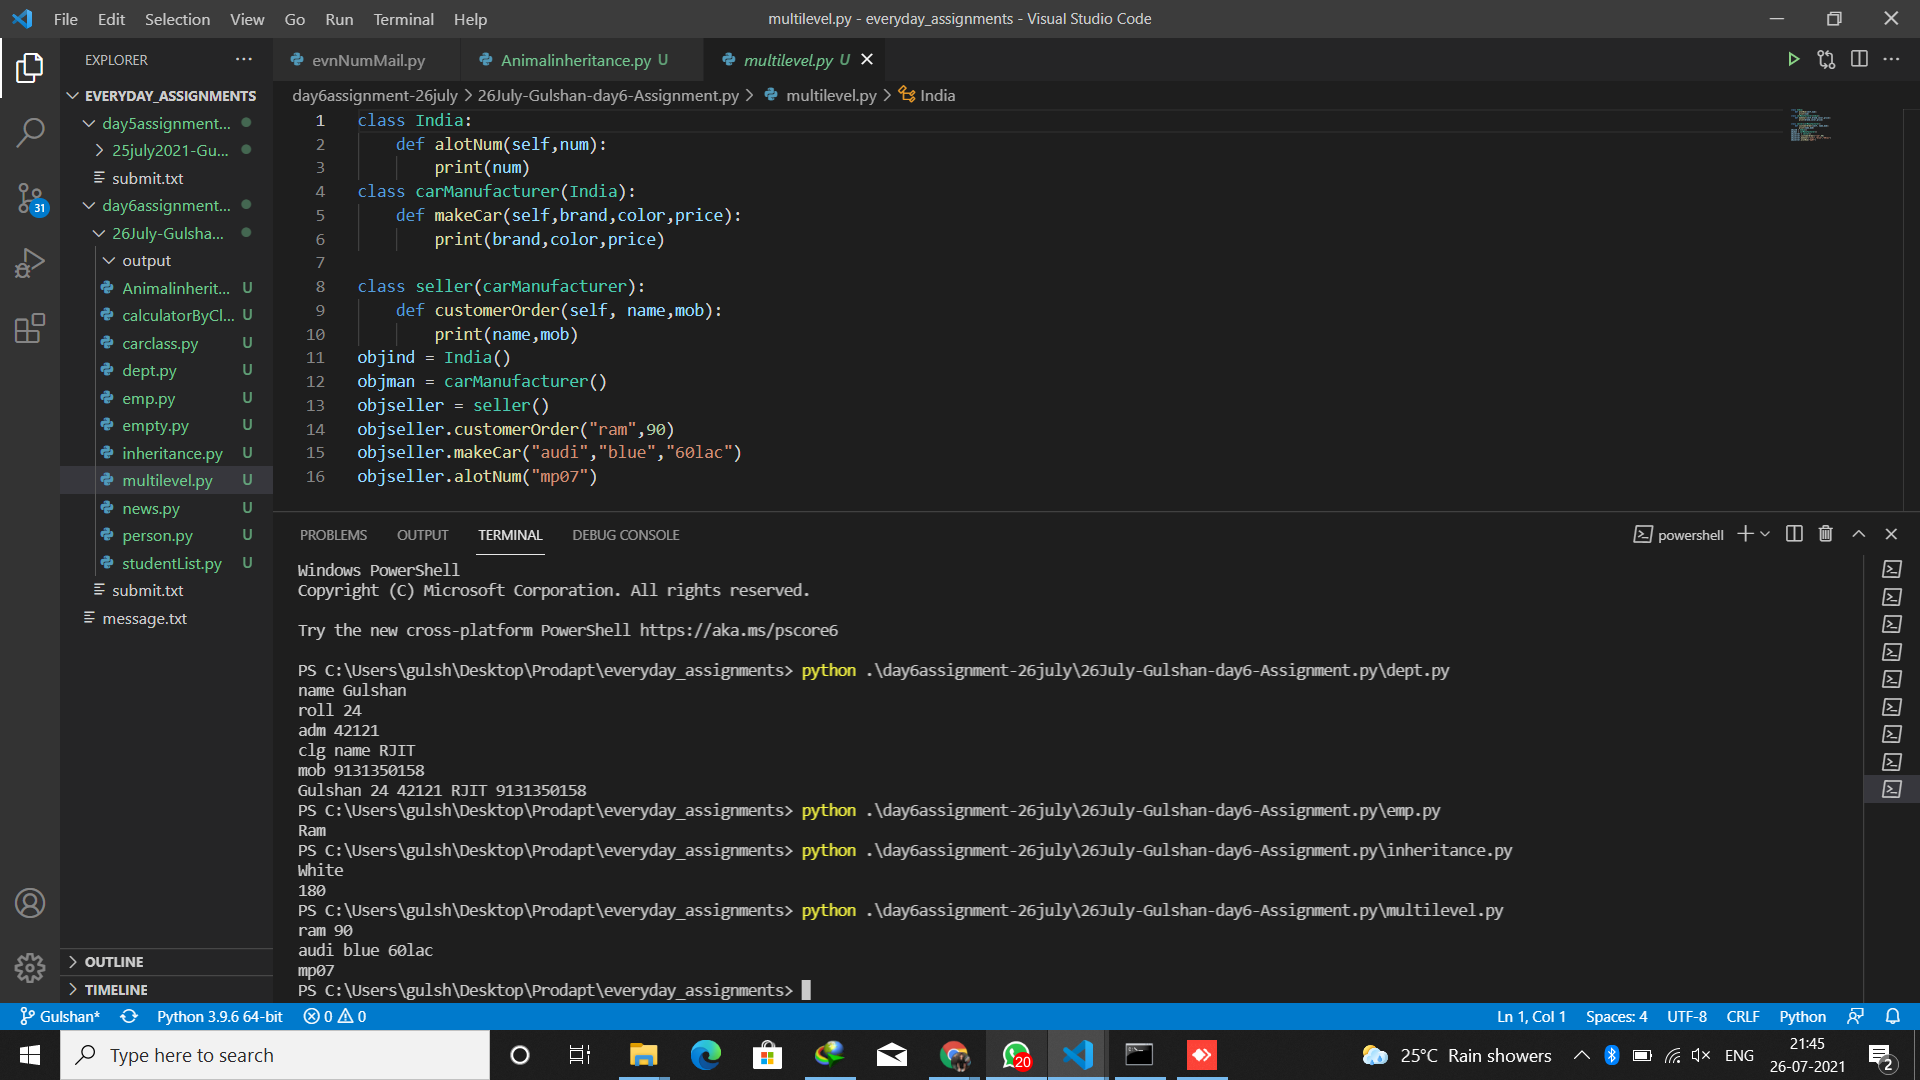 File Edit Selection View Go Run Terminal Help
multilevel.py - everyday_assignments - Visual Studio Code
EXPLORER
EVERYDAY_ASSIGNMENTS
day5assignment...
25july2021-Gu...
submit.txt
day6assignment...
26July-Gulsha...
output
Animalinherit... U
calculatorByCl... U
carclass.py U
dept.py U
emp.py U
empty.py U
inheritance.py U
multilevel.py U
news.py U
person.py U
studentList.py U
submit.txt
message.txt
OUTLINE
TIMELINE
31
evnNumMail.py
Animalinheritance.py U
multilevel.py U
day6assignment-26july > 26July-Gulshan-day6-Assignment.py > multilevel.py > India
1 class India:
2 def alotNum(self,num):
3 print(num)
4 class carManufacturer(India):
5 def makeCar(self,brand,color,price):
6 print(brand,color,price)
7
8 class seller(carManufacturer):
9 def customerOrder(self, name,mob):
10 print(name,mob)
11 objind = India()
12 objman = carManufacturer()
13 objseller = seller()
14 objseller.customerOrder("ram",90)
15 objseller.makeCar("audi","blue","60lac")
16 objseller.alotNum("mp07")
PROBLEMS OUTPUT TERMINAL DEBUG CONSOLE
powershell
Windows PowerShell
Copyright (C) Microsoft Corporation. All rights reserved.
Try the new cross-platform PowerShell https://aka.ms/pscore6
PS C:\Users\gulsh\Desktop\Prodapt\everyday_assignments> python .\day6assignment-26july\26July-Gulshan-day6-Assignment.py\dept.py
name Gulshan
roll 24
adm 42121
clg name RJIT
mob 9131350158
Gulshan 24 42121 RJIT 9131350158
PS C:\Users\gulsh\Desktop\Prodapt\everyday_assignments> python .\day6assignment-26july\26July-Gulshan-day6-Assignment.py\emp.py
Ram
PS C:\Users\gulsh\Desktop\Prodapt\everyday_assignments> python .\day6assignment-26july\26July-Gulshan-day6-Assignment.py\inheritance.py
White
180
PS C:\Users\gulsh\Desktop\Prodapt\everyday_assignments> python .\day6assignment-26july\26July-Gulshan-day6-Assignment.py\multilevel.py
ram 90
audi blue 60lac
mp07
PS C:\Users\gulsh\Desktop\Prodapt\everyday_assignments>
Gulshan* Python 3.9.6 64-bit 0 0
Ln 1, Col 1 Spaces: 4 UTF-8 CRLF Python
Type here to search
20
25°C Rain showers
ENG
21:45
26-07-2021
2